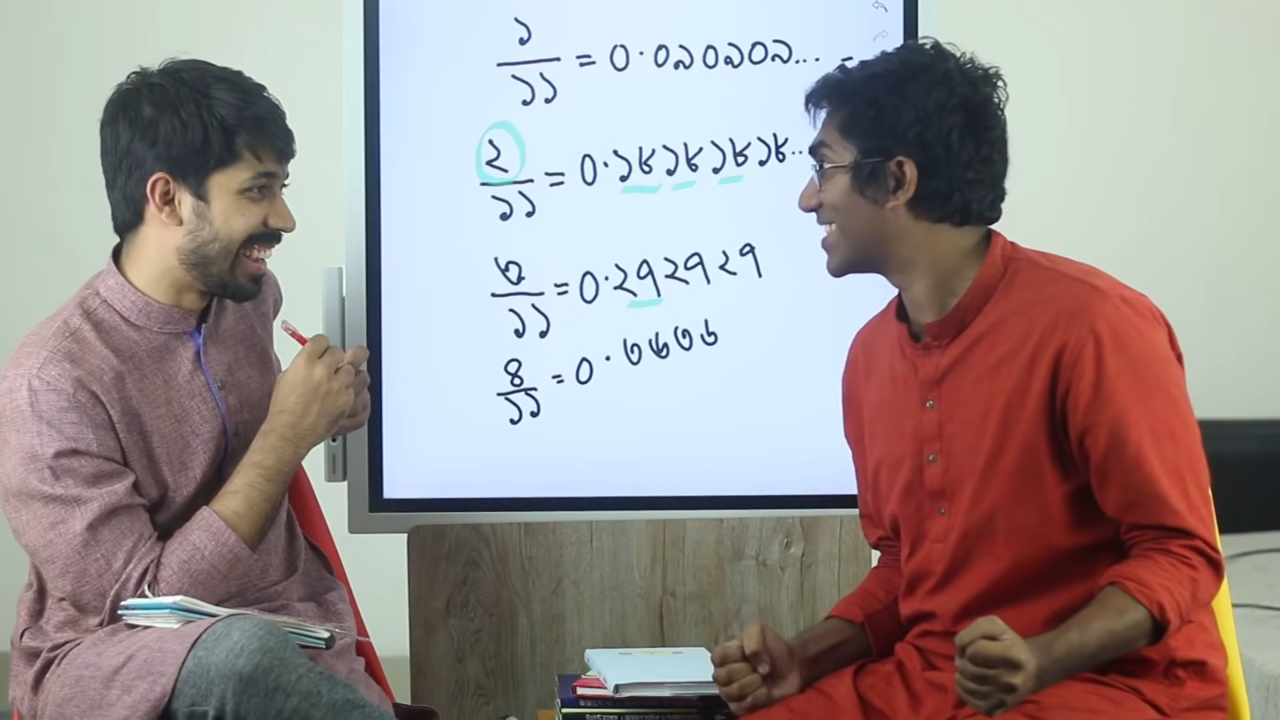 ১/১১ = ০.০৯০৯০৯... =
২/১১ = ০.১৮১৮১৮১৮...
৩/১১ = ০.২৭২৭২৭
৪/১১ = ০.৩৬৩৬